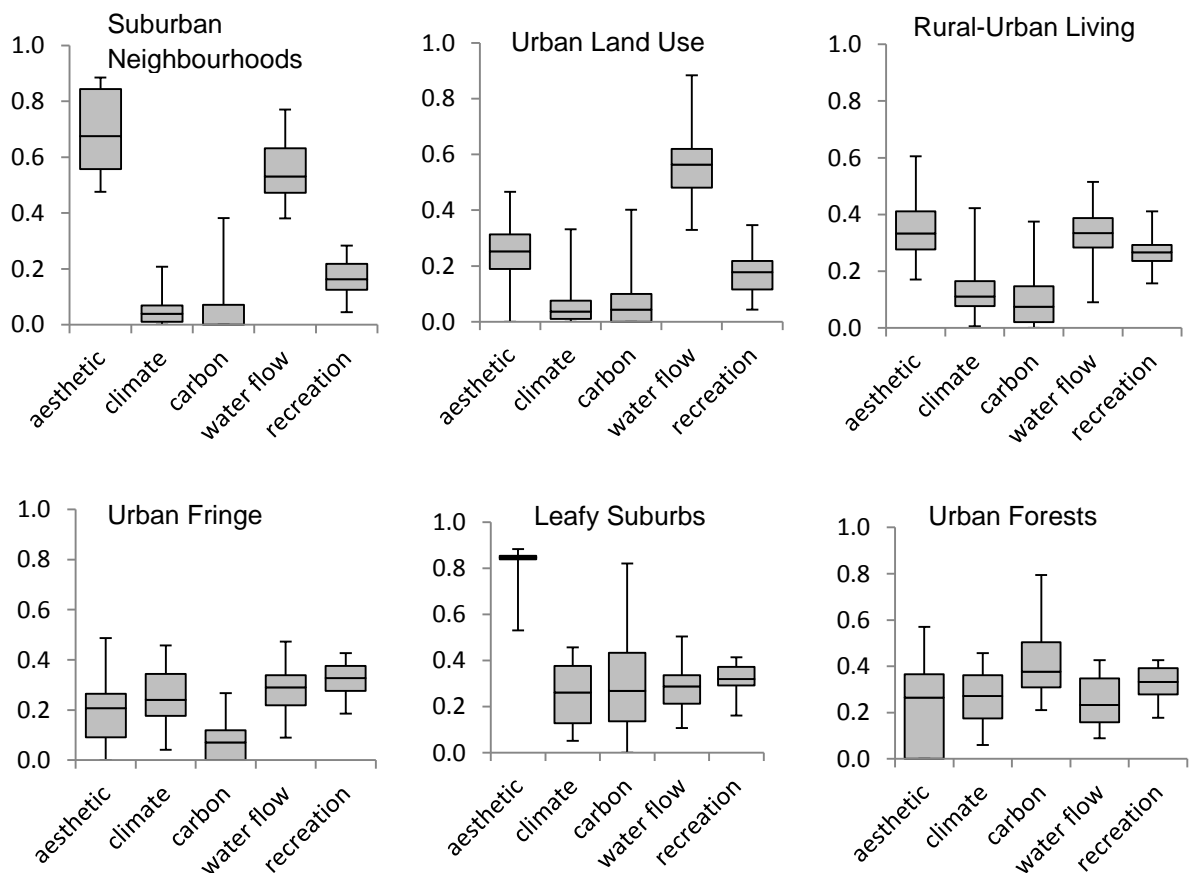 Suburban
Neighbourhoods
1.0
0.8
0.6
0.4
0.2
0.0
aesthetic
climate
carbon
water flow
recreation
Urban Land Use
1.0
0.8
0.6
0.4
0.2
0.0
aesthetic
climate
carbon
water flow
recreation
Rural-Urban Living
1.0
0.8
0.6
0.4
0.2
0.0
aesthetic
climate
carbon
water flow
recreation
Urban Fringe
1.0
0.8
0.6
0.4
0.2
0.0
aesthetic
climate
carbon
water flow
recreation
Leafy Suburbs
1.0
0.8
0.6
0.4
0.2
0.0
aesthetic
climate
carbon
water flow
recreation
Urban Forests
1.0
0.8
0.6
0.4
0.2
0.0
aesthetic
climate
carbon
water flow
recreation